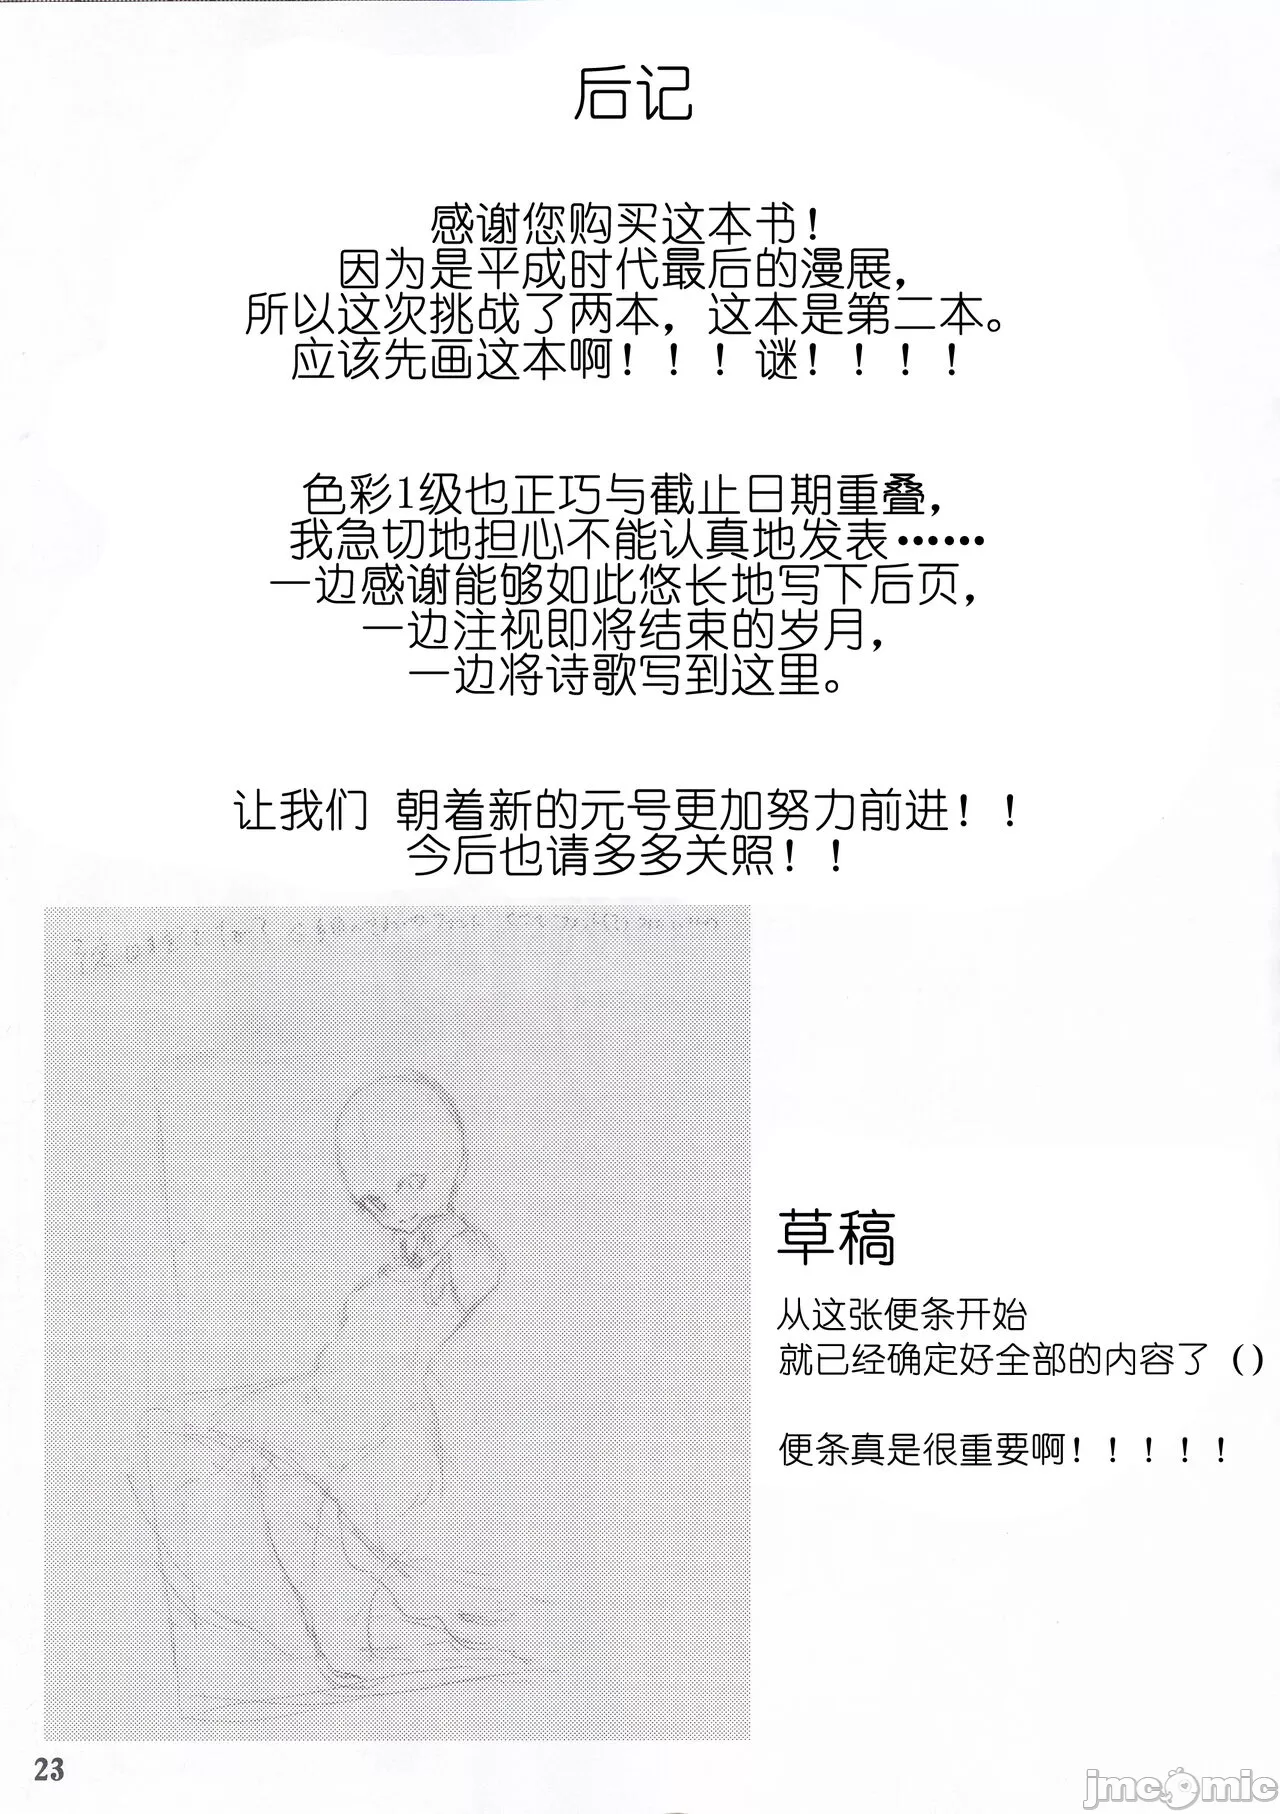 后记
感谢您购买这本书！
因为是平成时代最后的漫展，
所以这次挑战了两本，这本是第二本。
应该先画这本啊！！！谜！！！！
色彩1级也正巧与截止日期重叠，
我急切地担心不能认真地发表……
一边感谢能够如此悠长地写下后页，
一边注视即将结束的岁月，
一边将诗歌写到这里。
让我们 朝着新的元号更加努力前进！！
今后也请多多关照！！
草稿
从这张便条开始
就已经确定好全部的内容了（）
便条真是很重要啊！！！！！
23
jmcomic